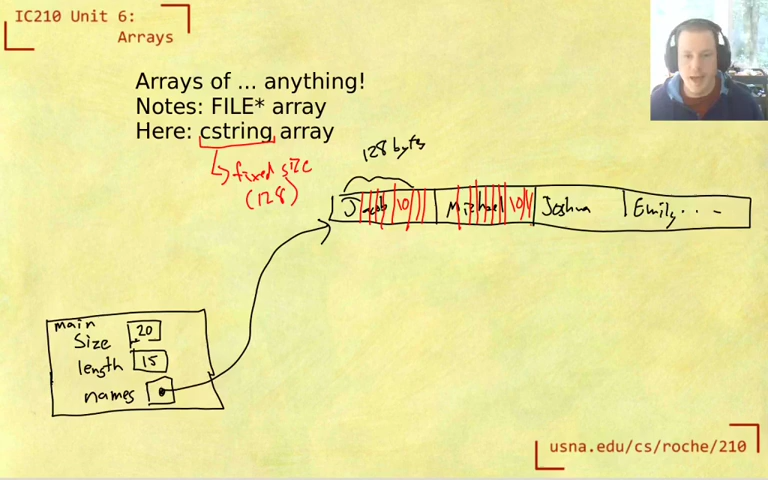 IC210 Unit 6:
Arrays
Arrays of ... anything!
Notes: FILE* array
Here: cstring array
fixed size
(128)
128 bytes
Jacob \0 Michael \0 Joshua Emily . . .
main
Size 20
length 15
names
usna.edu/cs/roche/210